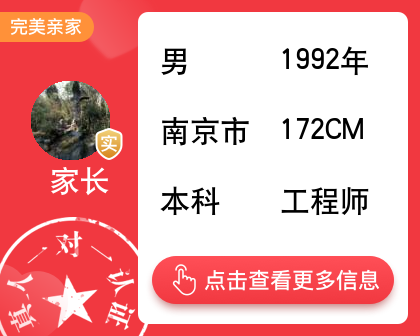 完美亲家
男 1992年
南京市 172CM
实
家长
本科 工程师
点击查看更多信息
真人一对一认证